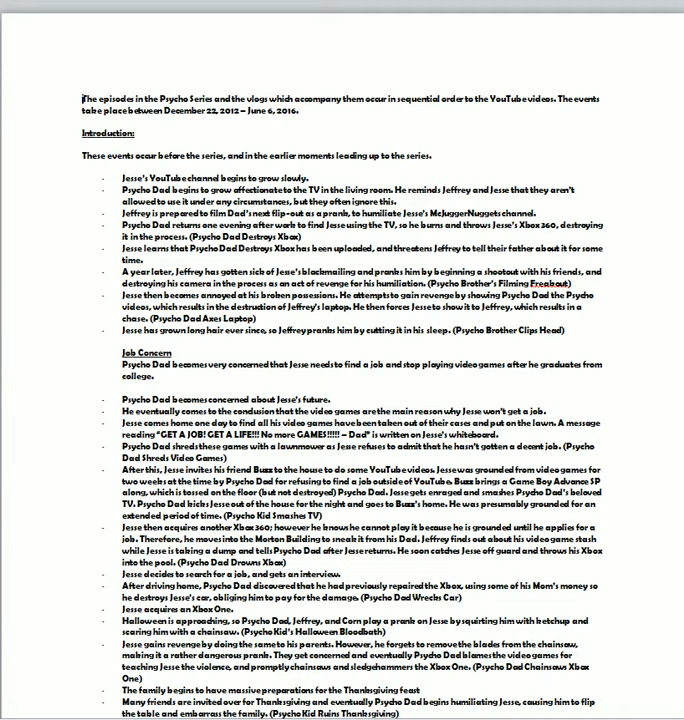 The episodes in the Psycho Series and the vlogs which accompany them occur in sequential order to the YouTube videos. The events
take place between December 22, 2012 – June 6, 2016.
Introduction:
These events occur before the series, and in the earlier moments leading up to the series.
- Jesse's YouTube channel begins to grow slowly.
- Psycho Dad begins to grow affectionate to the TV in the living room. He reminds Jeffrey and Jesse that they aren't
allowed to use it under any circumstances, but they often ignore this.
- Jeffrey is prepared to film Dad's next flip-out as a prank, to humiliate Jesse's McJuggerNuggets channel.
- Psycho Dad returns one evening after work to find Jesse using the TV, so he burns and throws Jesse's Xbox 360, destroying
it in the process. (Psycho Dad Destroys Xbox)
- Jesse learns that Psycho Dad Destroys Xbox has been uploaded, and threatens Jeffrey to tell their father about it for some
time.
- A year later, Jeffrey has gotten sick of Jesse's blackmailing and pranks him by beginning a shootout with his friends, and
destroying his camera in the process as an act of revenge for his humiliation. (Psycho Brother's Filming Freakout)
- Jesse then becomes annoyed at his broken possessions. He attempts to gain revenge by showing Psycho Dad the Psycho
videos, which results in the destruction of Jeffrey's laptop. He then forces Jesse to show it to Jeffrey, which results in a
chase. (Psycho Dad Axes Laptop)
- Jesse has grown long hair ever since, so Jeffrey pranks him by cutting it in his sleep. (Psycho Brother Clips Head)
Job Concern
Psycho Dad becomes very concerned that Jesse needs to find a job and stop playing video games after he graduates from
college.
- Psycho Dad becomes concerned about Jesse's future.
- He eventually comes to the conclusion that the video games are the main reason why Jesse won't get a job.
- Jesse comes home one day to find all his video games have been taken out of their cases and put on the lawn. A message
reading "GET A JOB! GET A LIFE!!! No more GAMES!!!!! – Dad" is written on Jesse's whiteboard.
- Psycho Dad shreds these games with a lawnmower as Jesse refuses to admit that he hasn't gotten a decent job. (Psycho
Dad Shreds Video Games)
- After this, Jesse invites his friend Buzz to the house to do some YouTube videos. Jesse was grounded from video games for
two weeks at the time by Psycho Dad for refusing to find a job outside of YouTube. Buzz brings a Game Boy Advance SP
along, which is tossed on the floor (but not destroyed) Psycho Dad. Jesse gets enraged and smashes Psycho Dad's beloved
TV. Psycho Dad kicks Jesse out of the house for the night and goes to Buzz's home. He was presumably grounded for an
extended period of time. (Psycho Kid Smashes TV)
- Jesse then acquires another Xbox 360; however he knows he cannot play it because he is grounded until he applies for a
job. Therefore, he moves into the Morton Building to sneak it from his Dad. Jeffrey finds out about his video game stash
while Jesse is taking a dump and tells Psycho Dad after Jesse returns. He soon catches Jesse off guard and throws his Xbox
into the pool. (Psycho Dad Drowns Xbox)
- Jesse decides to search for a job, and gets an interview.
- After driving home, Psycho Dad discovered that he had previously repaired the Xbox, using some of his Mom's money so
he destroys Jesse's car, obliging him to pay for the damage. (Psycho Dad Wrecks Car)
- Jesse acquires an Xbox One.
- Halloween is approaching, so Psycho Dad, Jeffrey, and Corn play a prank on Jesse by squirting him with ketchup and
scaring him with a chainsaw. (Psycho Kid's Halloween Bloodbath)
- Jesse gains revenge by doing the same to his parents. However, he forgets to remove the blades from the chainsaw,
making it a rather dangerous prank. They get concerned and eventually Psycho Dad blames the video games for
teaching Jesse the violence, and promptly chainsaws and sledgehammers the Xbox One. (Psycho Dad Chainsaws Xbox
One)
- The family begins to have massive preparations for the Thanksgiving feast
- Many friends are invited over for Thanksgiving and eventually Psycho Dad begins humiliating Jesse, causing him to flip
the table and embarrass the family. (Psycho Kid Ruins Thanksgiving)